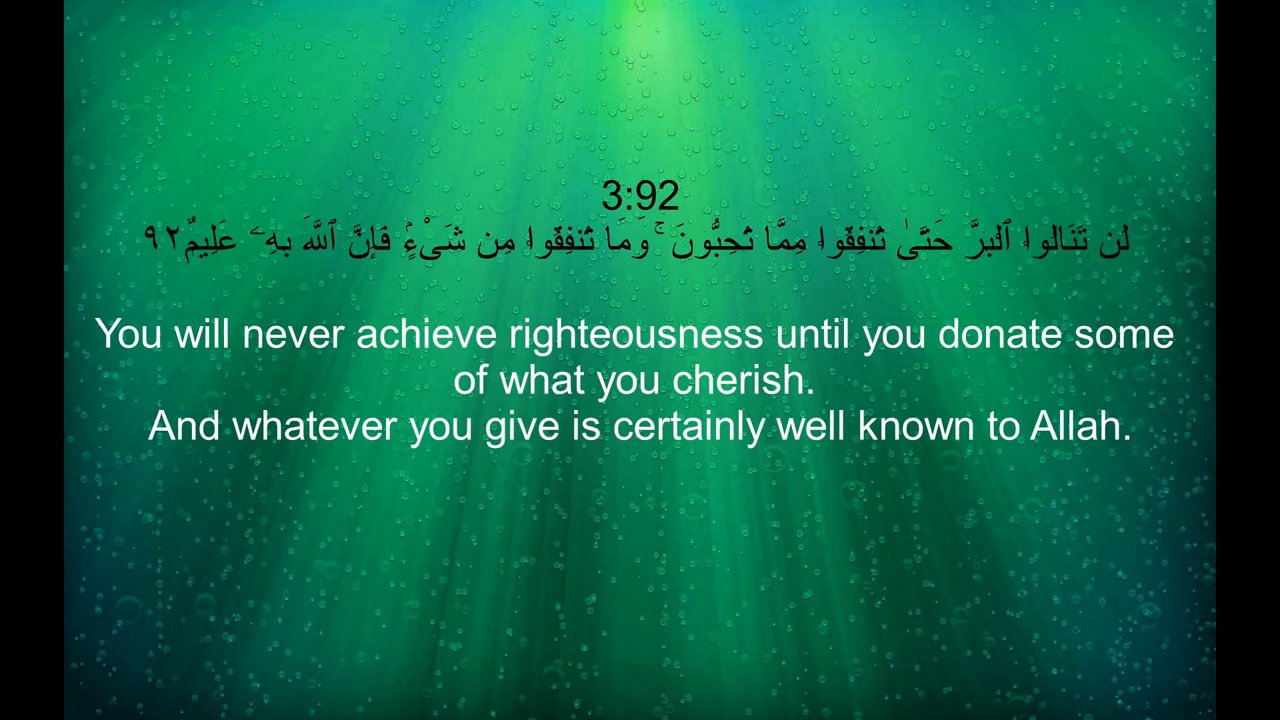 3:92
لَن تَنَالُوا۟ ٱلْبِرَّ حَتَّىٰ تُنفِقُوا۟ مِمَّا تُحِبُّونَ ۚ وَمَا تُنفِقُوا۟ مِن شَىْءٍۢ فَإِنَّ ٱللَّهَ بِهِۦ عَلِيمٌ٩٢
You will never achieve righteousness until you donate some
of what you cherish.
And whatever you give is certainly well known to Allah.